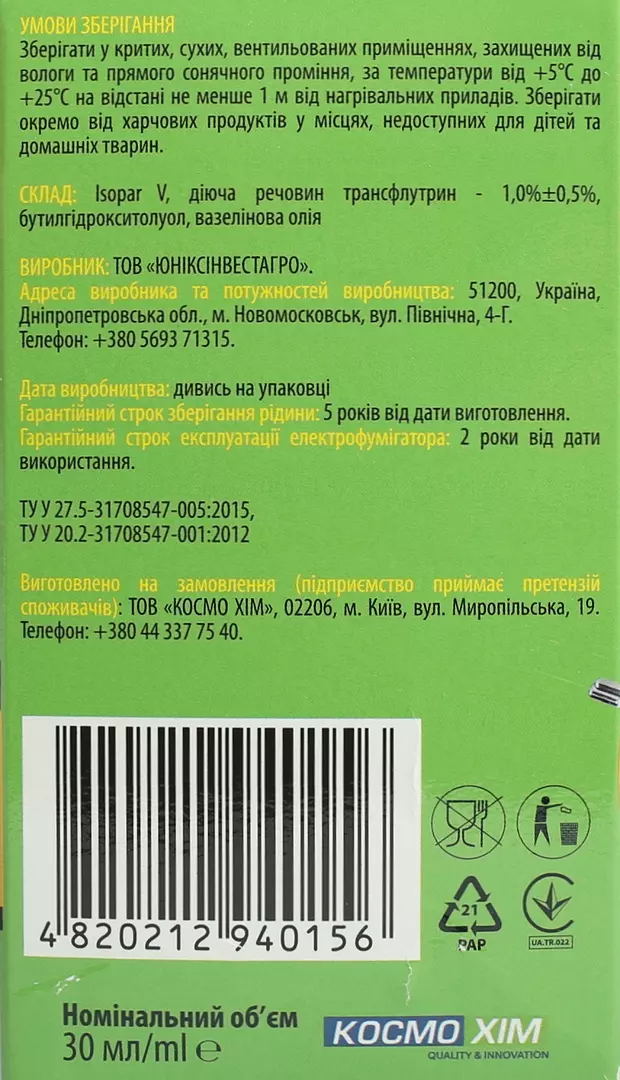 УМОВИ ЗБЕРІГАННЯ
Зберігати у критих, сухих, вентильованих приміщеннях, захищених від
вологи та прямого сонячного проміння, за температури від +5°С до
+25°С на відстані не менше 1 м від нагрівальних приладів. Зберігати
окремо від харчових продуктів у місцях, недоступних для дітей та
домашніх тварин.
СКЛАД: Isopar V, діюча речовин трансфлутрин - 1,0%±0,5%,
бутилгідрокситолуол, вазелінова олія
ВИРОБНИК: ТОВ «ЮНІКСІНВЕСТАГРО».
Адреса виробника та потужностей виробництва: 51200, Україна,
Дніпропетровська обл., м. Новомосковськ, вул. Північна, 4-Г.
Телефон: +380 5693 71315.
Дата виробництва: дивись на упаковці
Гарантійний строк зберігання рідини: 5 років від дати виготовлення.
Гарантійний строк експлуатації електрофумігатора: 2 роки від дати
використання.
ТУ У 27.5-31708547-005:2015,
ТУ У 20.2-31708547-001:2012
Виготовлено на замовлення (підприємство приймає претензій
споживачів): ТОВ «КОСМО ХІМ», 02206, м. Київ, вул. Миропільська, 19.
Телефон: +380 44 337 75 40.
4 820212 940156
21
PAP
UA.TR.022
Номінальний об'єм
30 мл/ml ℮
КОСМО ХІМ
QUALITY & INNOVATION